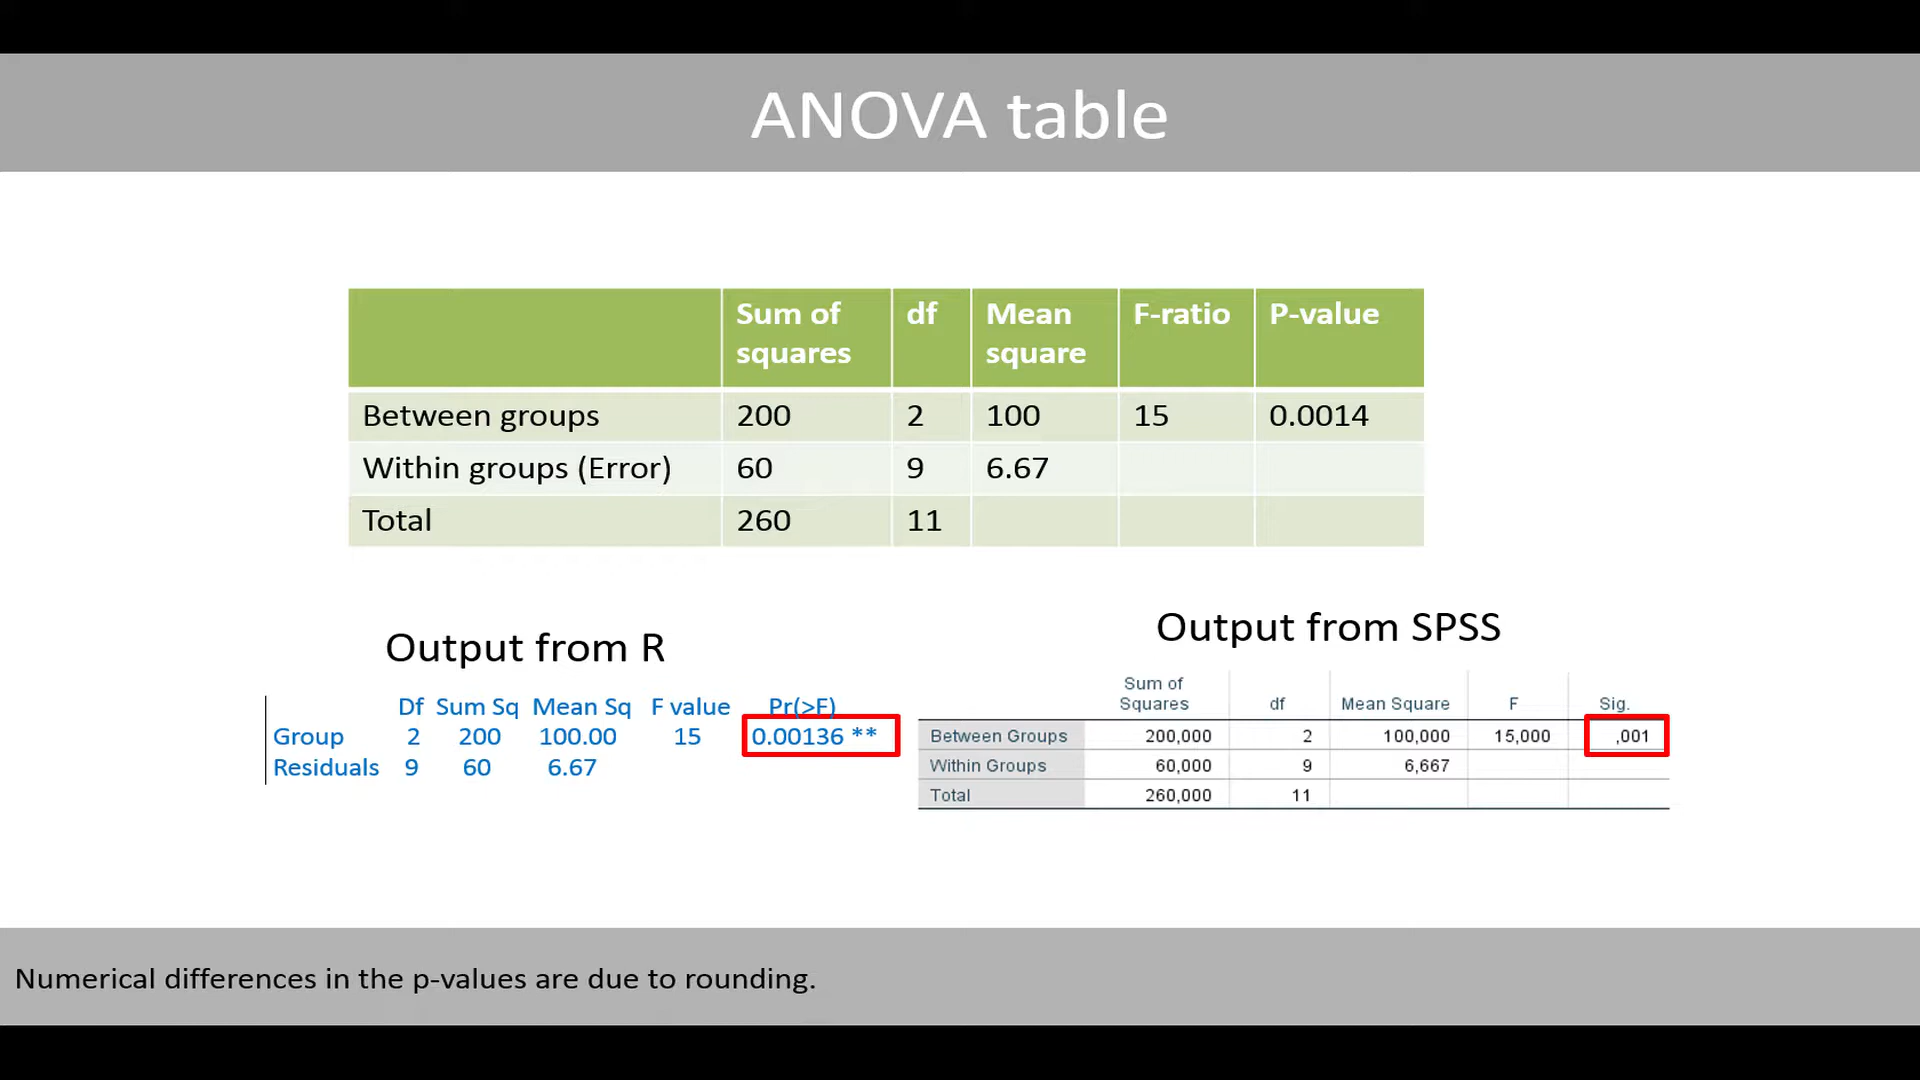 ANOVA table
Sum of squares df Mean square F-ratio P-value
Between groups 200 2 100 15 0.0014
Within groups (Error) 60 9 6.67
Total 260 11
Output from R
Df Sum Sq Mean Sq F value Pr(>F)
Group 2 200 100.00 15 0.00136 **
Residuals 9 60 6.67
Output from SPSS
Sum of Squares df Mean Square F Sig.
Between Groups 200,000 2 100,000 15,000 ,001
Within Groups 60,000 9 6,667
Total 260,000 11
Numerical differences in the p-values are due to rounding.